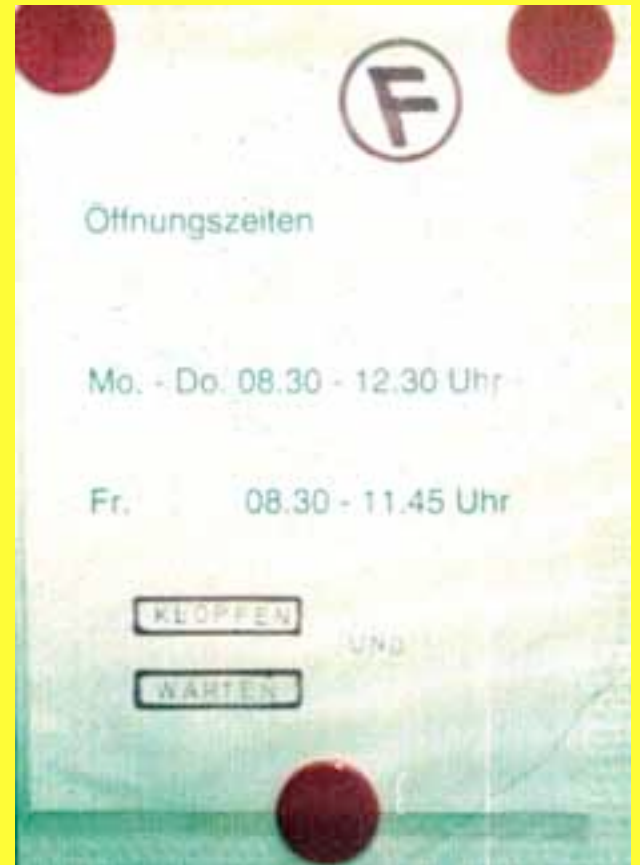 F
Öffnungszeiten
Mo. - Do. 08.30 - 12.30 Uhr
Fr. 08.30 - 11.45 Uhr
KLOPFEN
UND
WARTEN